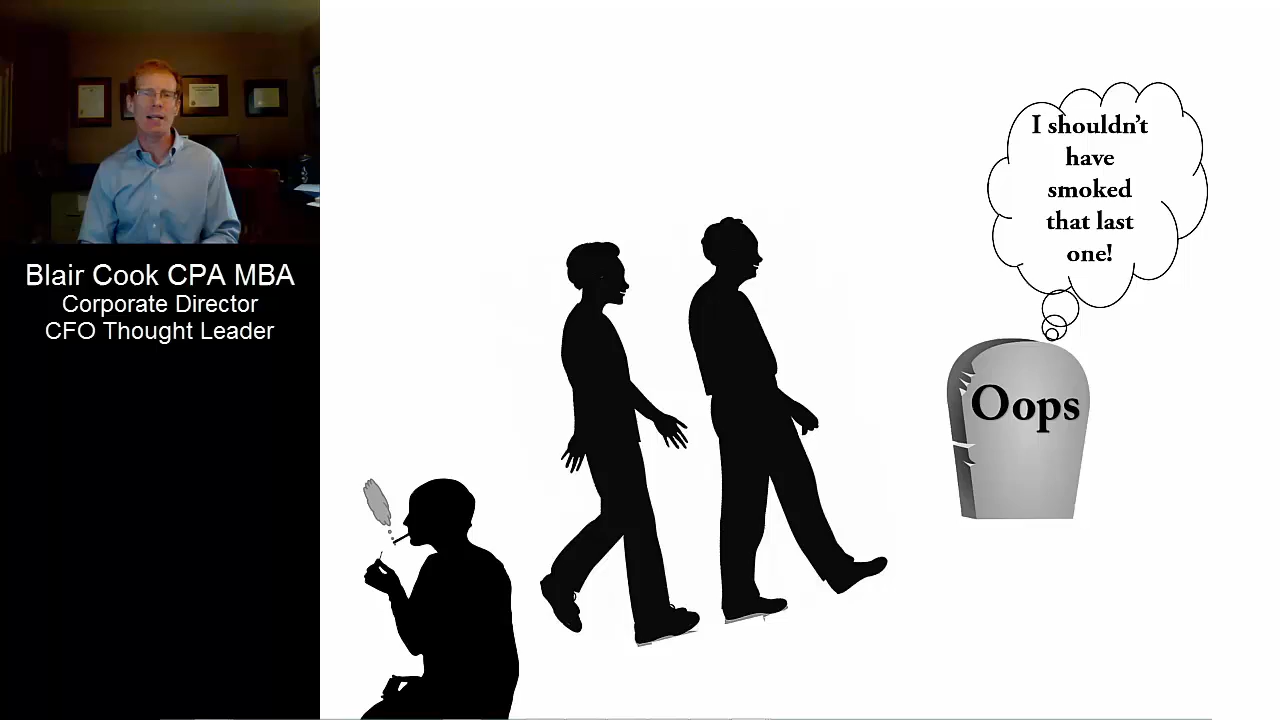 Blair Cook CPA MBA
Corporate Director
CFO Thought Leader
I shouldn't
have
smoked
that last
one!
Oops